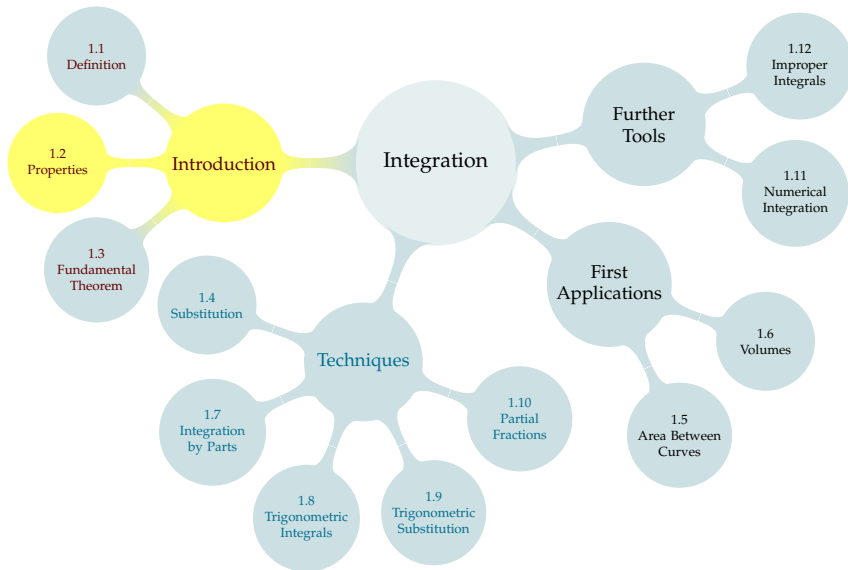 1.1
Definition
1.2
Properties
1.3
Fundamental
Theorem
Introduction
Integration
Further
Tools
1.12
Improper
Integrals
1.11
Numerical
Integration
First
Applications
1.6
Volumes
1.5
Area Between
Curves
Techniques
1.4
Substitution
1.7
Integration
by Parts
1.8
Trigonometric
Integrals
1.9
Trigonometric
Substitution
1.10
Partial
Fractions